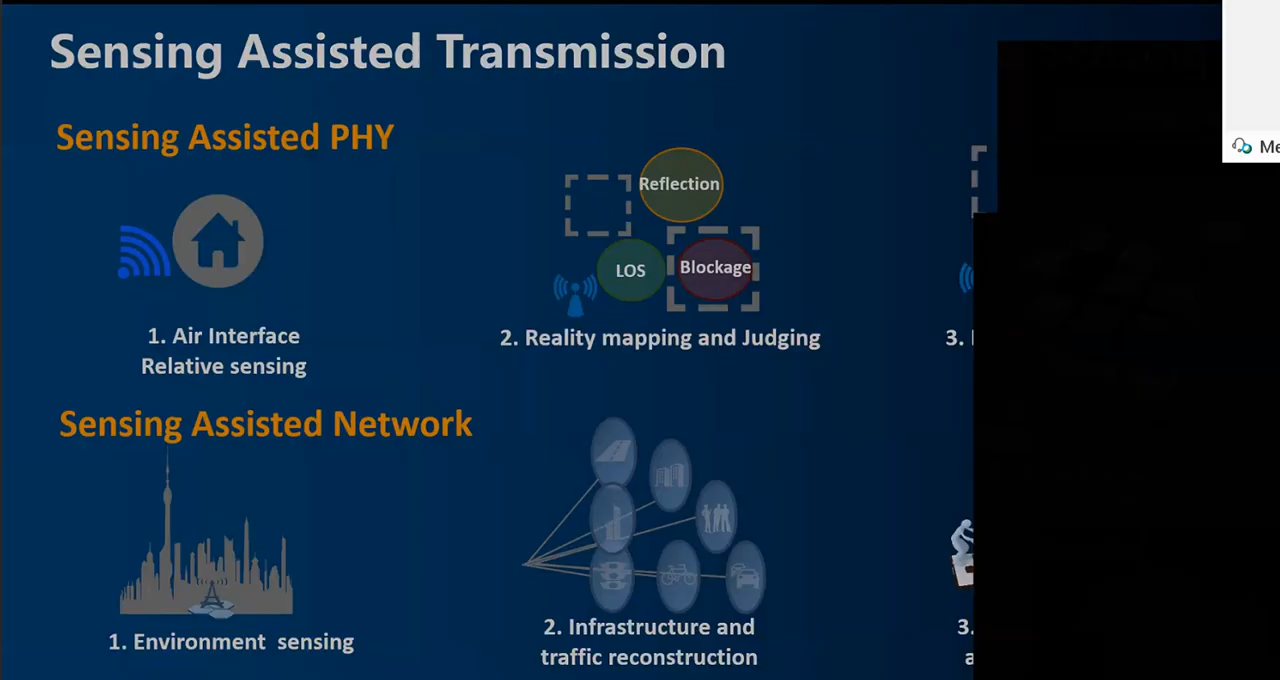 Sensing Assisted Transmission
Sensing Assisted PHY
Reflection
LOS
Blockage
1. Air Interface
Relative sensing
2. Reality mapping and Judging
3.
Sensing Assisted Network
1. Environment sensing
2. Infrastructure and
traffic reconstruction
3.
a
Me